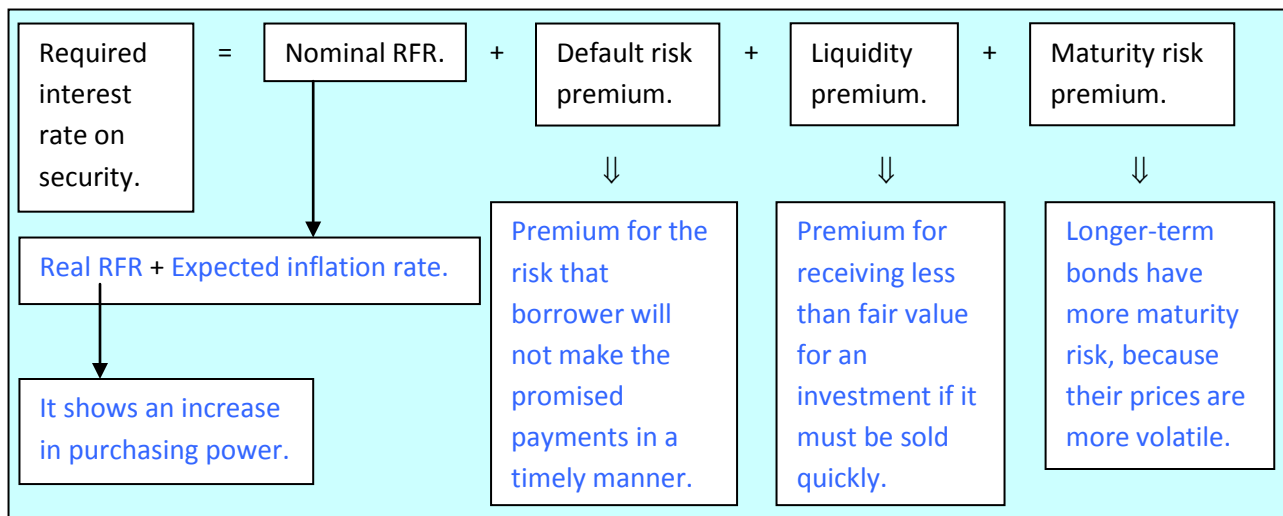 Required
interest
rate on
security.
=
Nominal RFR.
+
Default risk
premium.
+
Liquidity
premium.
+
Maturity risk
premium.
⇓
⇓
⇓
Real RFR + Expected inflation rate.
It shows an increase
in purchasing power.
Premium for the
risk that
borrower will
not make the
promised
payments in a
timely manner.
Premium for
receiving less
than fair value
for an
investment if it
must be sold
quickly.
Longer-term
bonds have
more maturity
risk, because
their prices are
more volatile.